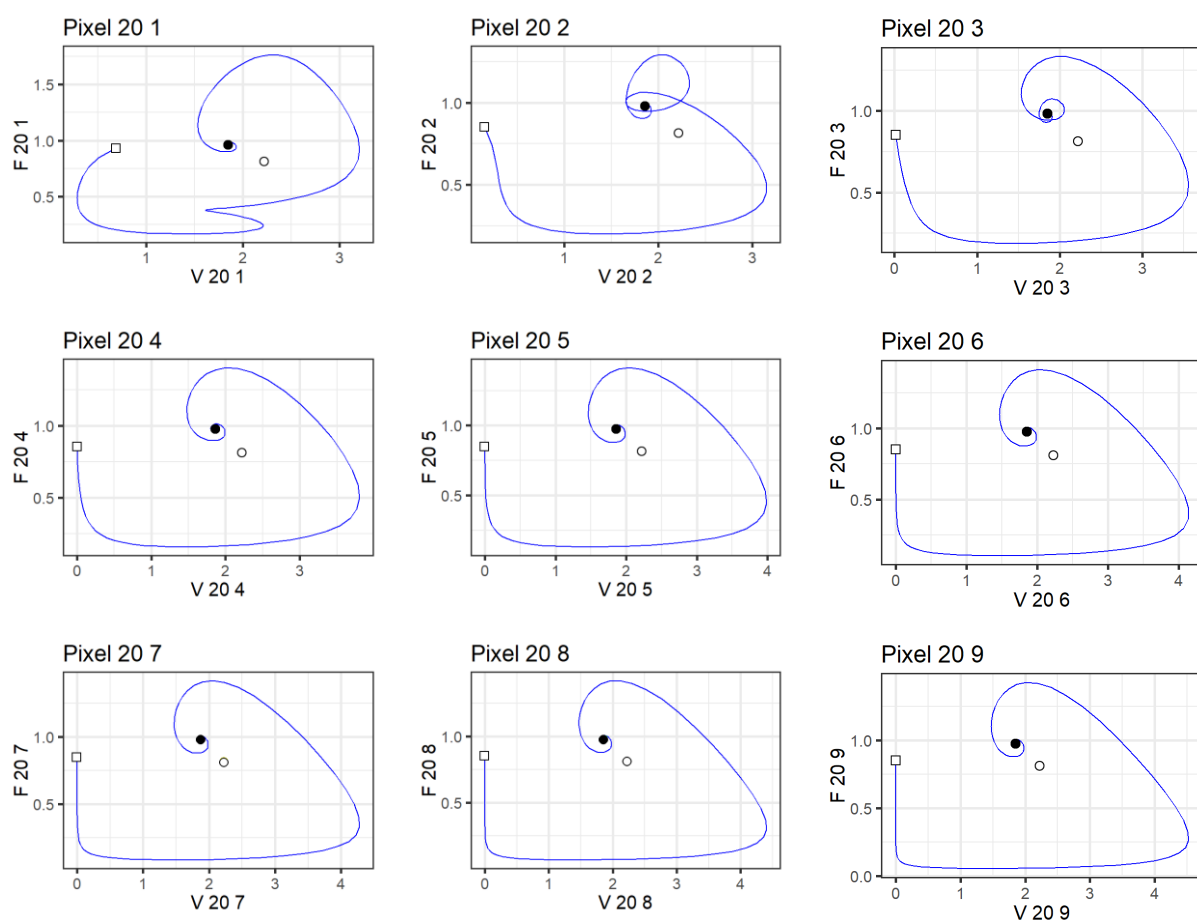 Pixel 20 1
F 20 1
1.5
1.0
0.5
1
2
3
V 20 1
Pixel 20 2
F 20 2
1.0
0.5
1
2
3
V 20 2
Pixel 20 3
F 20 3
1.0
0.5
0
1
2
3
V 20 3
Pixel 20 4
F 20 4
1.0
0.5
0
1
2
3
V 20 4
Pixel 20 5
F 20 5
1.0
0.5
0
1
2
3
4
V 20 5
Pixel 20 6
F 20 6
1.0
0.5
0
1
2
3
4
V 20 6
Pixel 20 7
F 20 7
1.0
0.5
0
1
2
3
4
V 20 7
Pixel 20 8
F 20 8
1.0
0.5
0
1
2
3
4
V 20 8
Pixel 20 9
F 20 9
1.0
0.5
0.0
0
1
2
3
4
V 20 9